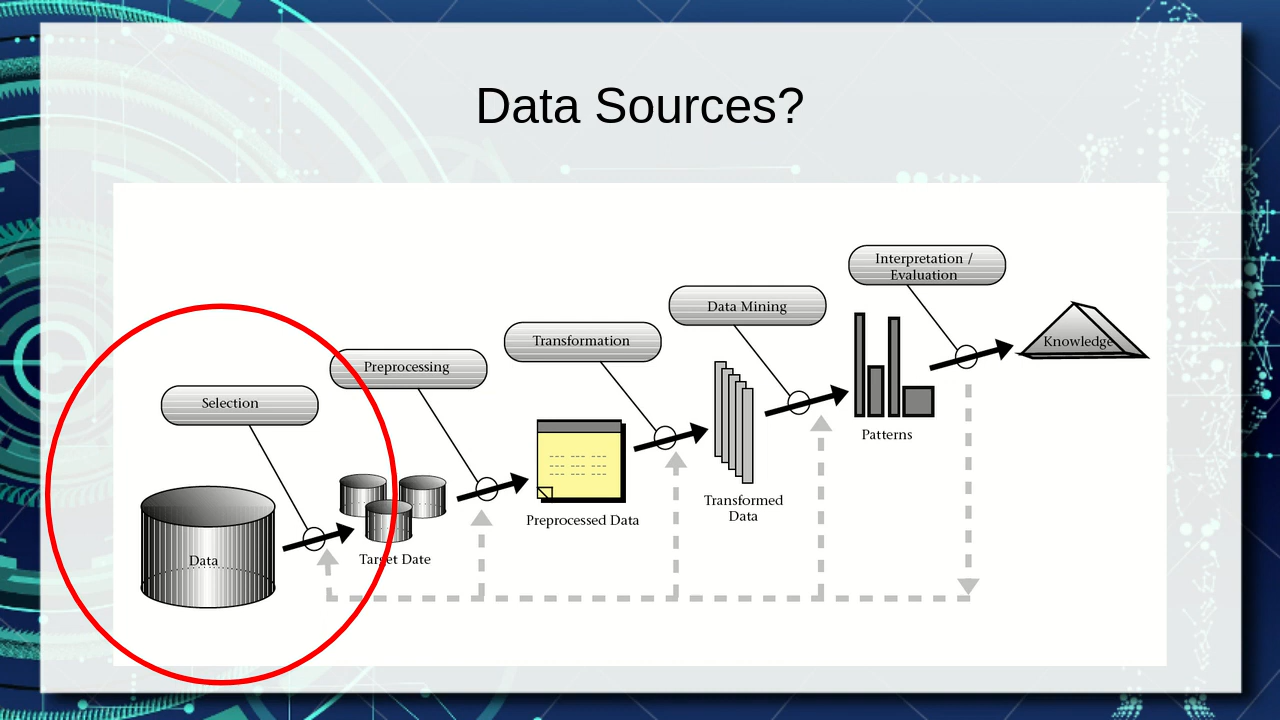 Data Sources?
Interpretation /
Evaluation
Data Mining
Transformation
Preprocessing
Selection
Knowledge
Patterns
Transformed
Data
Preprocessed Data
Target Date
Data